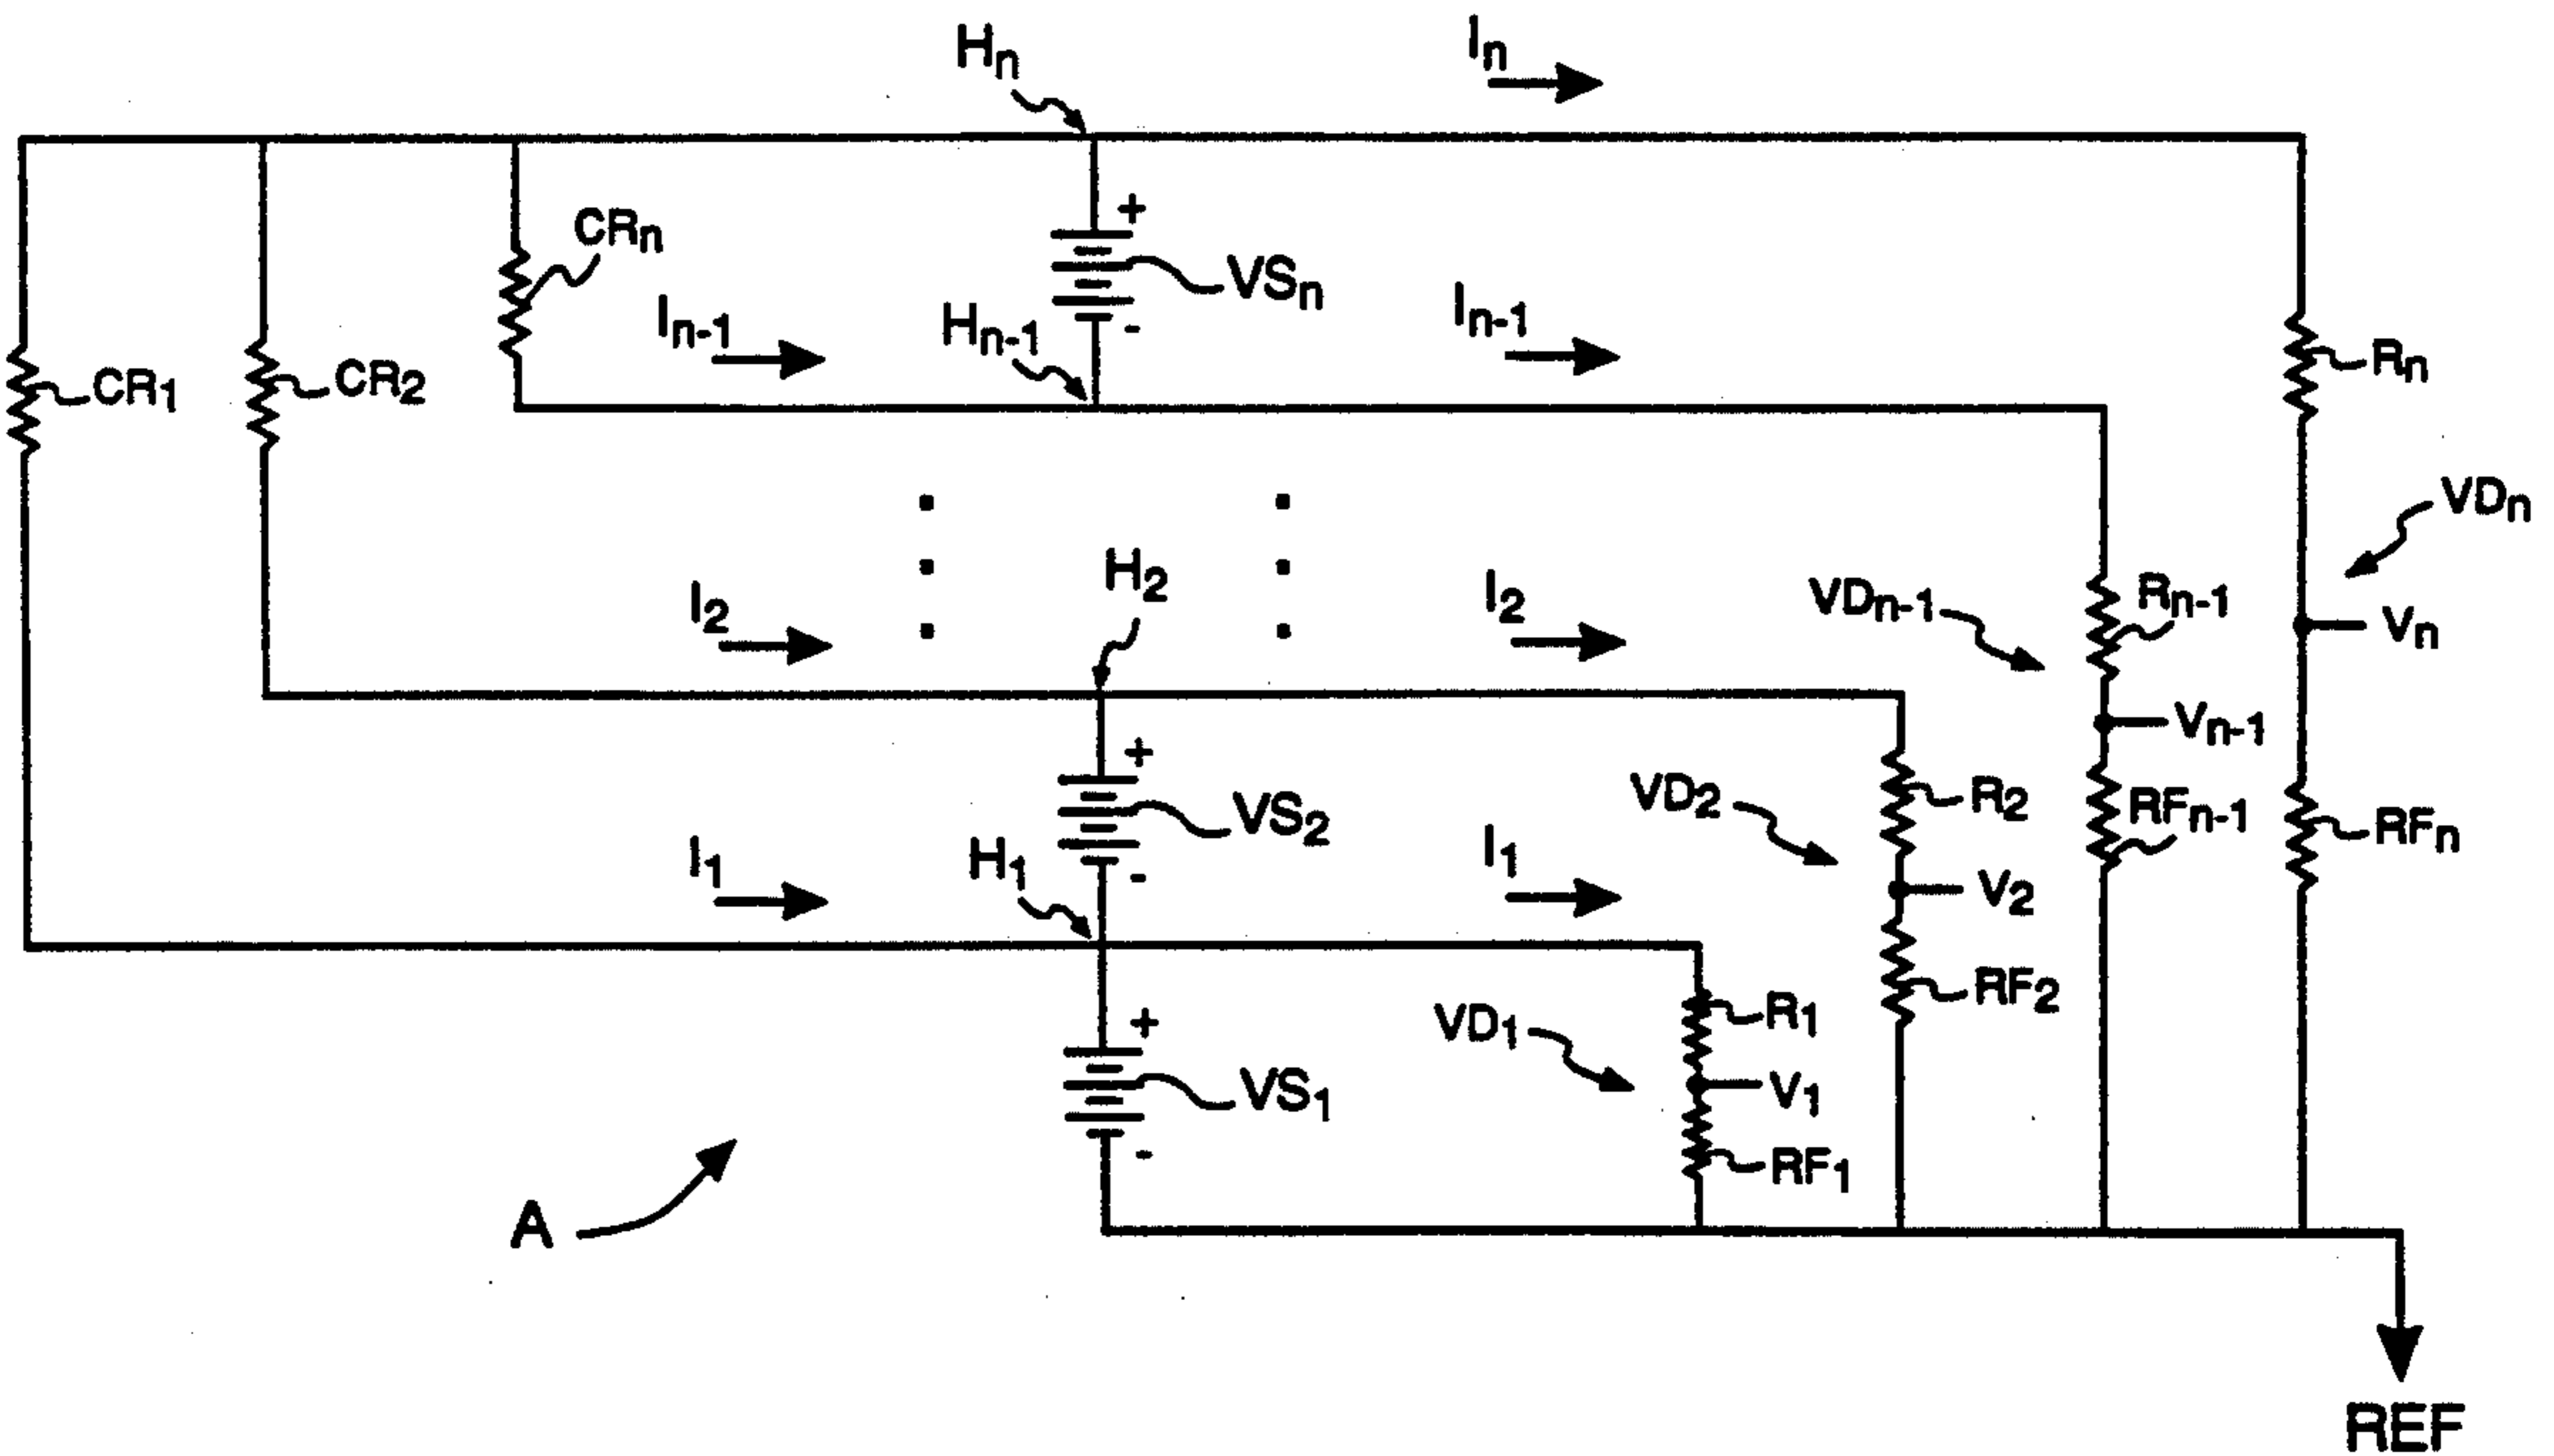 Hn
In
+
CRn
VSn
In-1
Hn-1
-
In-1
Rn
CR1
CR2
VDn
H2
I2
I2
VDn-1
Rn-1
Vn
Vn-1
+
VD2
R2
RFn-1
RFn
VS2
I1
H1
-
I1
V2
RF2
+
VD1
R1
VS1
V1
-
RF1
A
REF